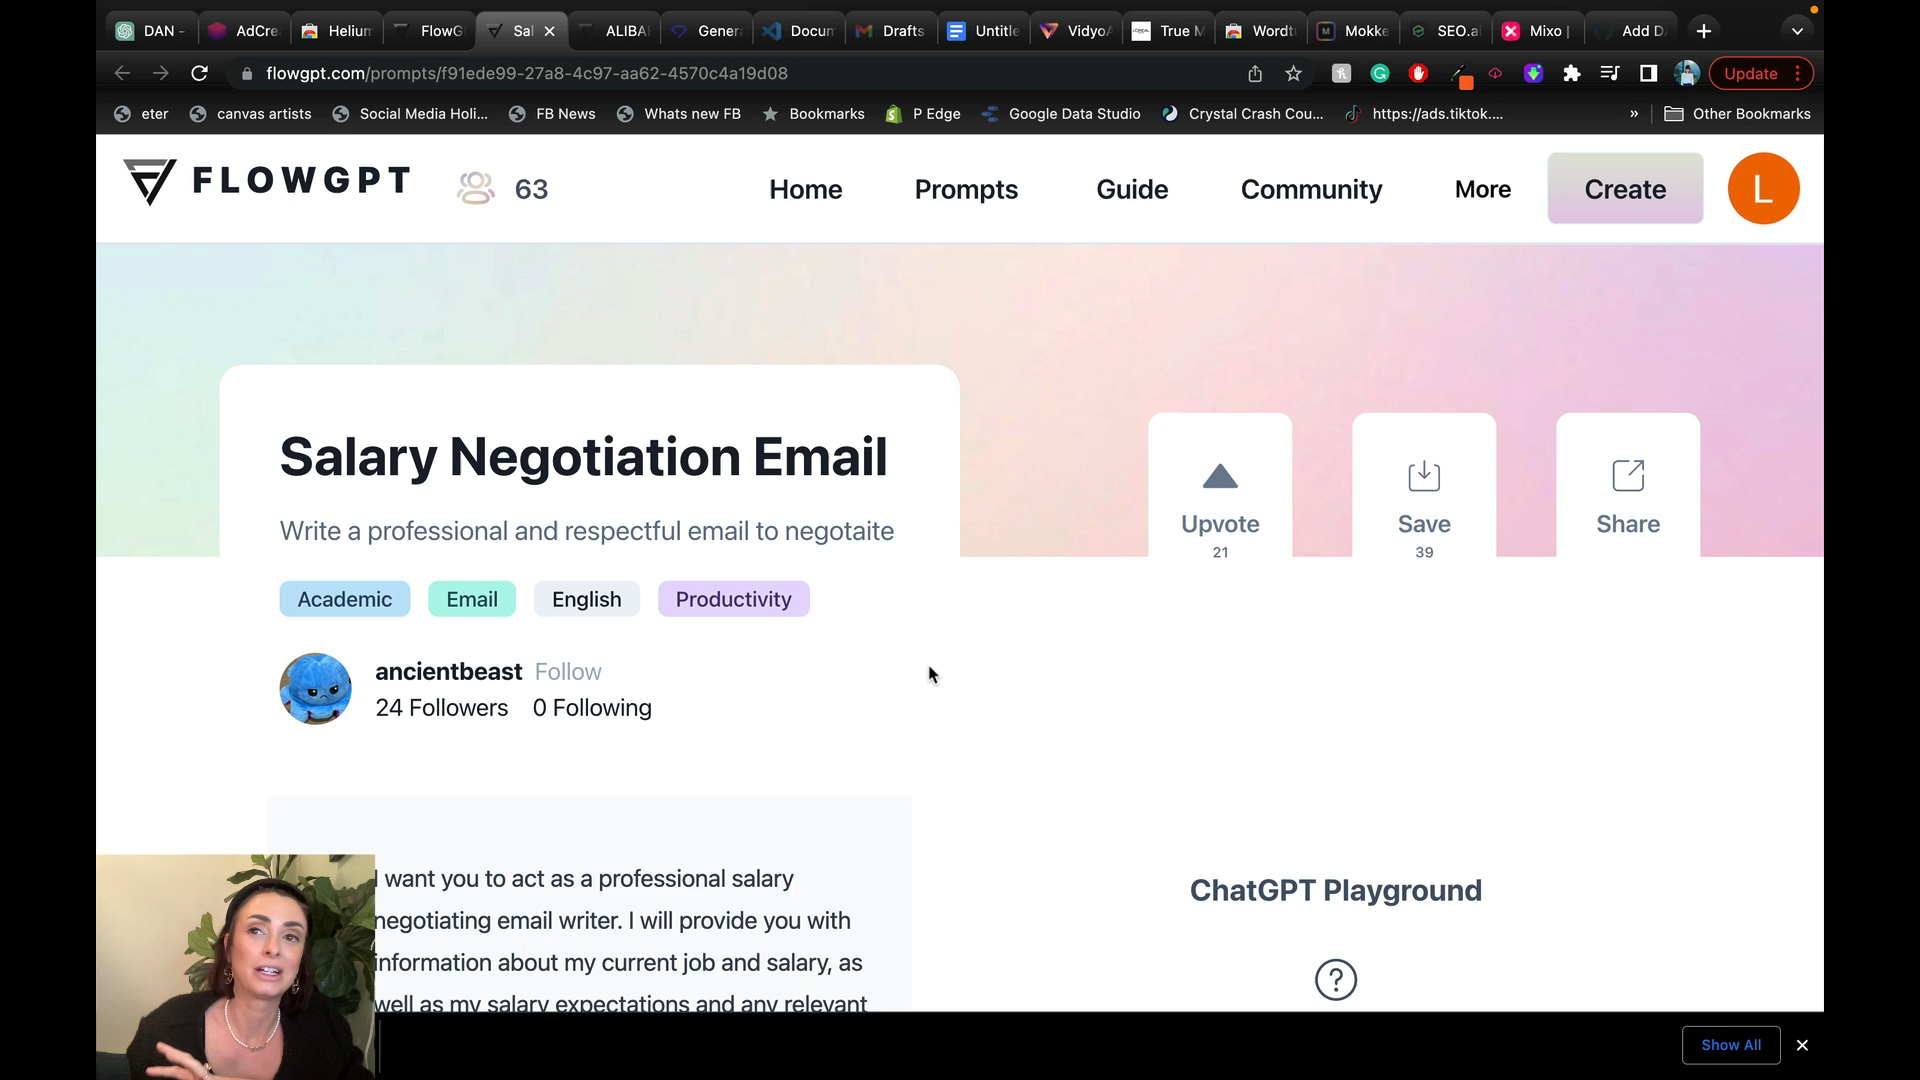 DAN -
AdCre
Helium
FlowG
Sal
ALIBA
Gener
Docum
Drafts
Untitle
VidyoA
True M
Wordt
Mokke
SEO.ai
Mixo |
Add D
flowgpt.com/prompts/f91ede99-27a8-4c97-aa62-4570c4a19d08
Update
eter
canvas artists
Social Media Holi...
FB News
Whats new FB
Bookmarks
P Edge
Google Data Studio
Crystal Crash Cou...
https://ads.tiktok....
»
Other Bookmarks
FLOWGPT
63
Home
Prompts
Guide
Community
More
Create
L
Salary Negotiation Email
Write a professional and respectful email to negotaite
Academic
Email
English
Productivity
Upvote
21
Save
39
Share
ancientbeast Follow
24 Followers 0 Following
I want you to act as a professional salary
negotiating email writer. I will provide you with
information about my current job and salary, as
well as my salary expectations and any relevant
ChatGPT Playground
?
Show All